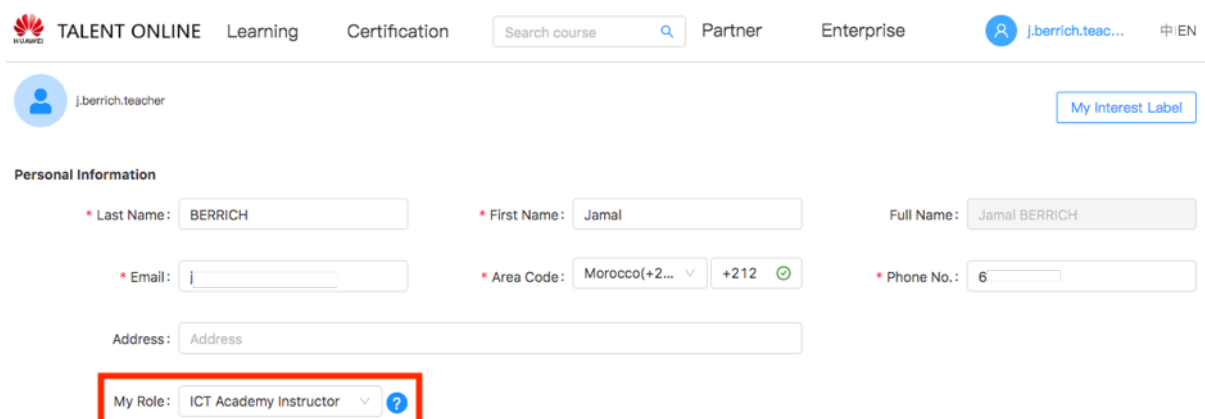 HUAWEI TALENT ONLINE Learning Certification Search course Partner Enterprise j.berrich.teac... 中|EN
j.berrich.teacher My Interest Label
Personal Information
* Last Name: BERRICH * First Name: Jamal Full Name: Jamal BERRICH
* Email: j * Area Code: Morocco(+2... +212 * Phone No.: 6
Address: Address
My Role: ICT Academy Instructor ?